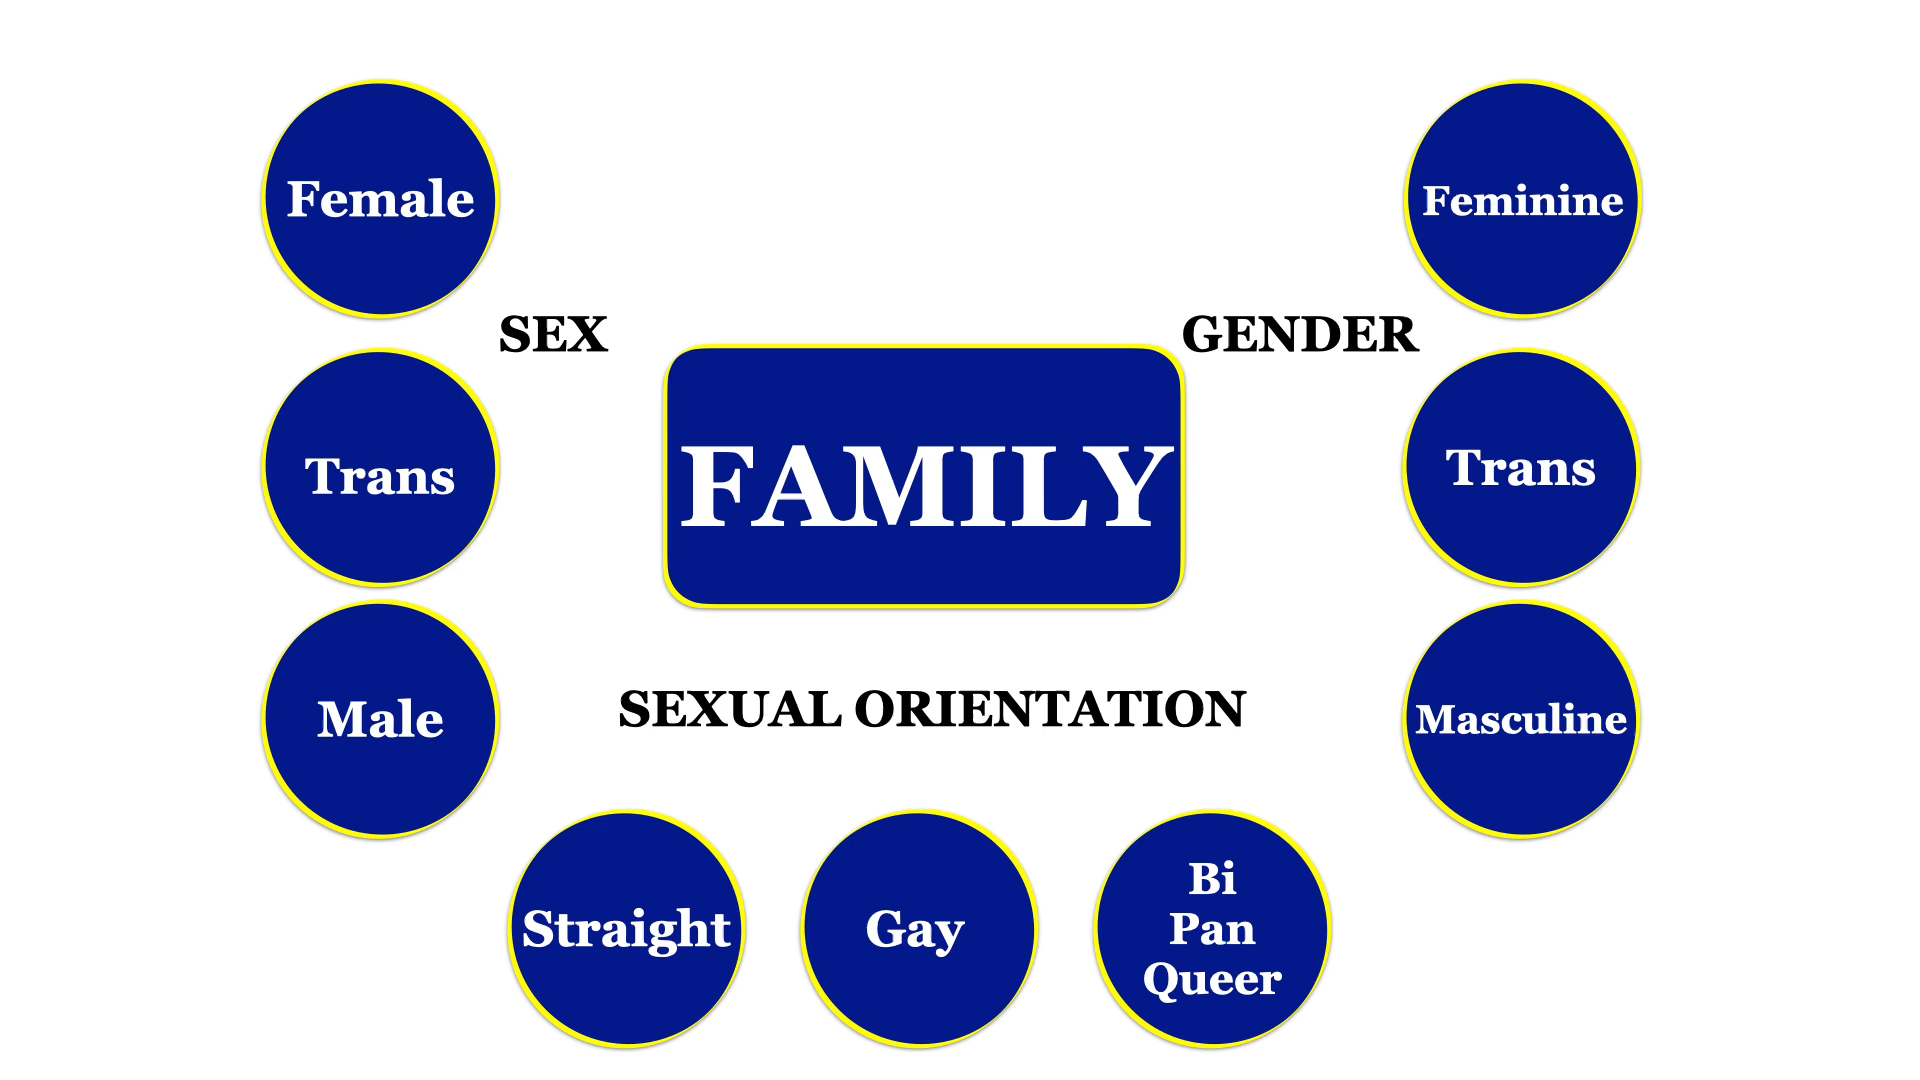 Female
Feminine
SEX
GENDER
FAMILY
Trans
Trans
Male
Masculine
SEXUAL ORIENTATION
Straight
Gay
Bi
Pan
Queer